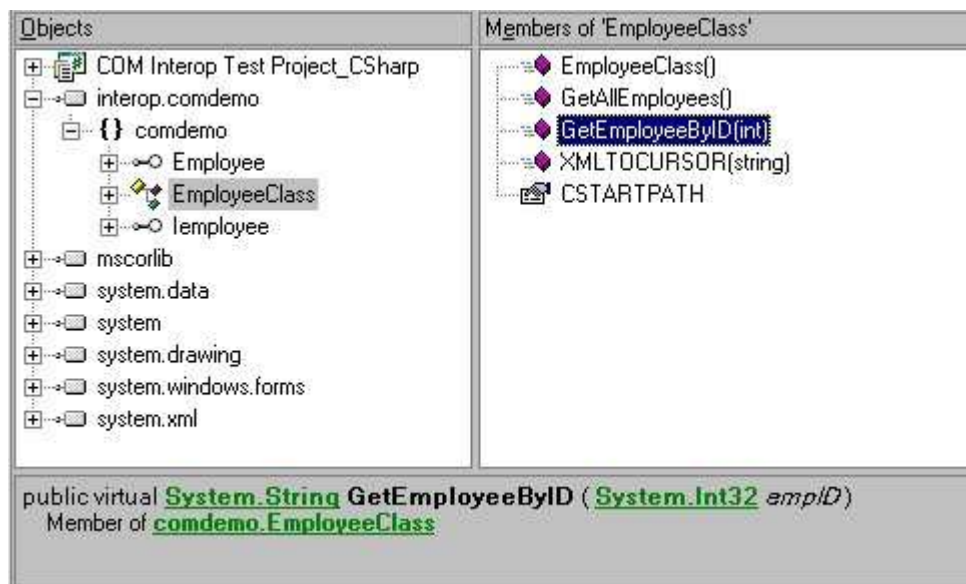 Objects
COM Interop Test Project_CSharp
interop.comdemo
{} comdemo
Employee
EmployeeClass
Iemployee
mscorlib
system.data
system
system.drawing
system.windows.forms
system.xml
Members of 'EmployeeClass'
EmployeeClass()
GetAllEmployees()
GetEmployeeByID(int)
XMLTOCURSOR(string)
CSTARTPATH
public virtual System.String GetEmployeeByID ( System.Int32 empID )
Member of comdemo.EmployeeClass